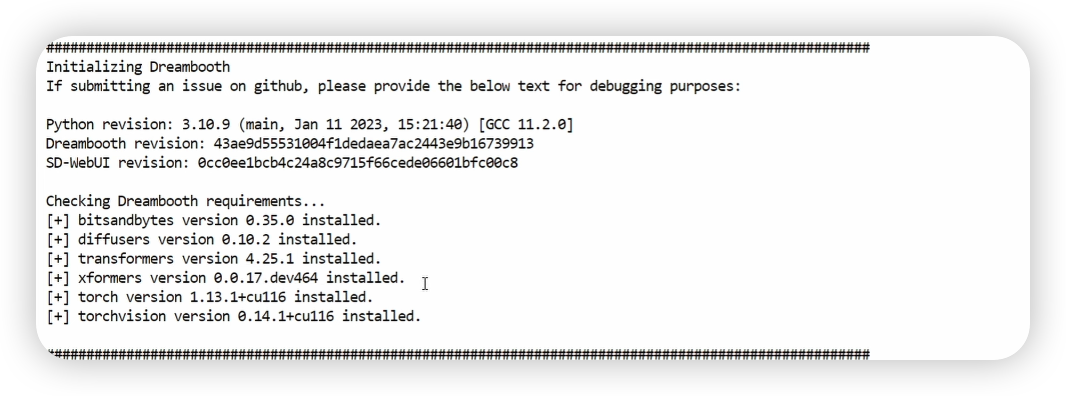 ########################################################################################################
Initializing Dreambooth
If submitting an issue on github, please provide the below text for debugging purposes:
Python revision: 3.10.9 (main, Jan 11 2023, 15:21:40) [GCC 11.2.0]
Dreambooth revision: 43ae9d55531004f1dedaea7ac2443e9b16739913
SD-WebUI revision: 0cc0ee1bcb4c24a8c9715f66cede06601bfc00c8
Checking Dreambooth requirements...
[+] bitsandbytes version 0.35.0 installed.
[+] diffusers version 0.10.2 installed.
[+] transformers version 4.25.1 installed.
[+] xformers version 0.0.17.dev464 installed.
[+] torch version 1.13.1+cu116 installed.
[+] torchvision version 0.14.1+cu116 installed.
########################################################################################################